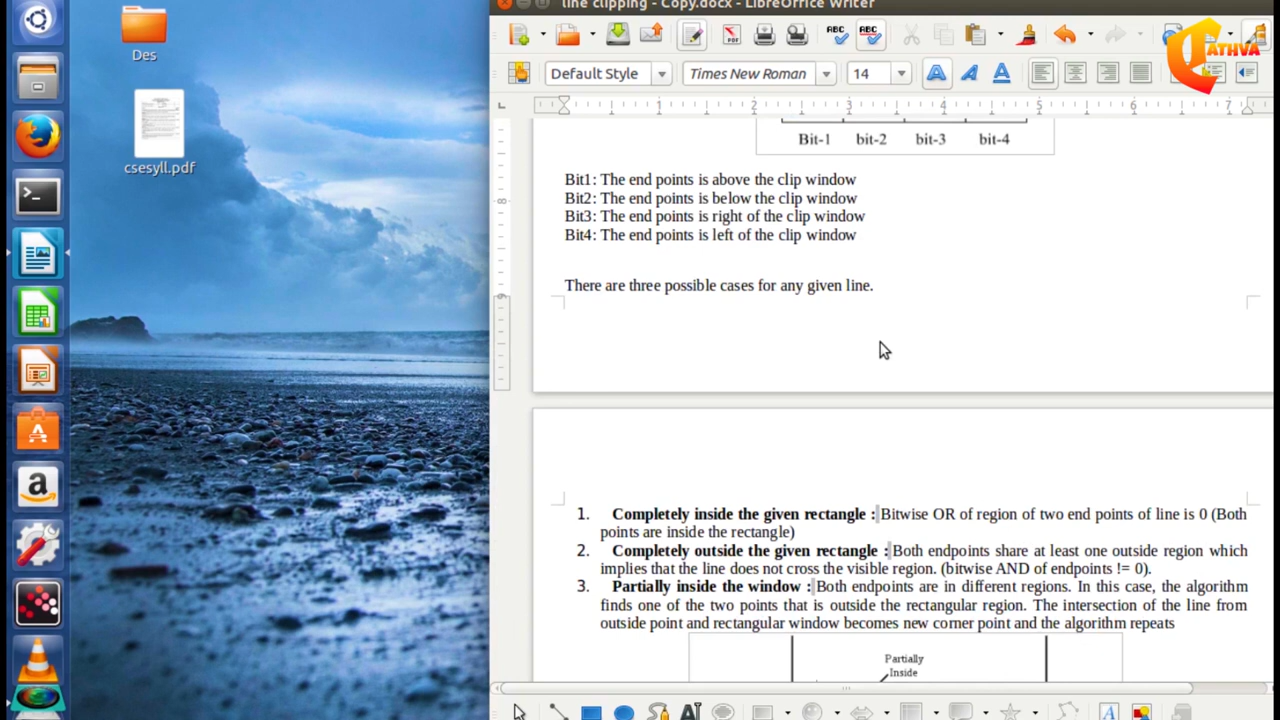 line clipping - Copy.docx - LibreOffice Writer
Des
csesyll.pdf
ATHVA
Default Style
Times New Roman
14
1 2 3 4 5 6 7
Bit-1 bit-2 bit-3 bit-4
Bit1: The end points is above the clip window
Bit2: The end points is below the clip window
Bit3: The end points is right of the clip window
Bit4: The end points is left of the clip window
There are three possible cases for any given line.
1. Completely inside the given rectangle : Bitwise OR of region of two end points of line is 0 (Both
points are inside the rectangle)
2. Completely outside the given rectangle : Both endpoints share at least one outside region which
implies that the line does not cross the visible region. (bitwise AND of endpoints != 0).
3. Partially inside the window : Both endpoints are in different regions. In this case, the algorithm
finds one of the two points that is outside the rectangular region. The intersection of the line from
outside point and rectangular window becomes new corner point and the algorithm repeats
Partially
Inside